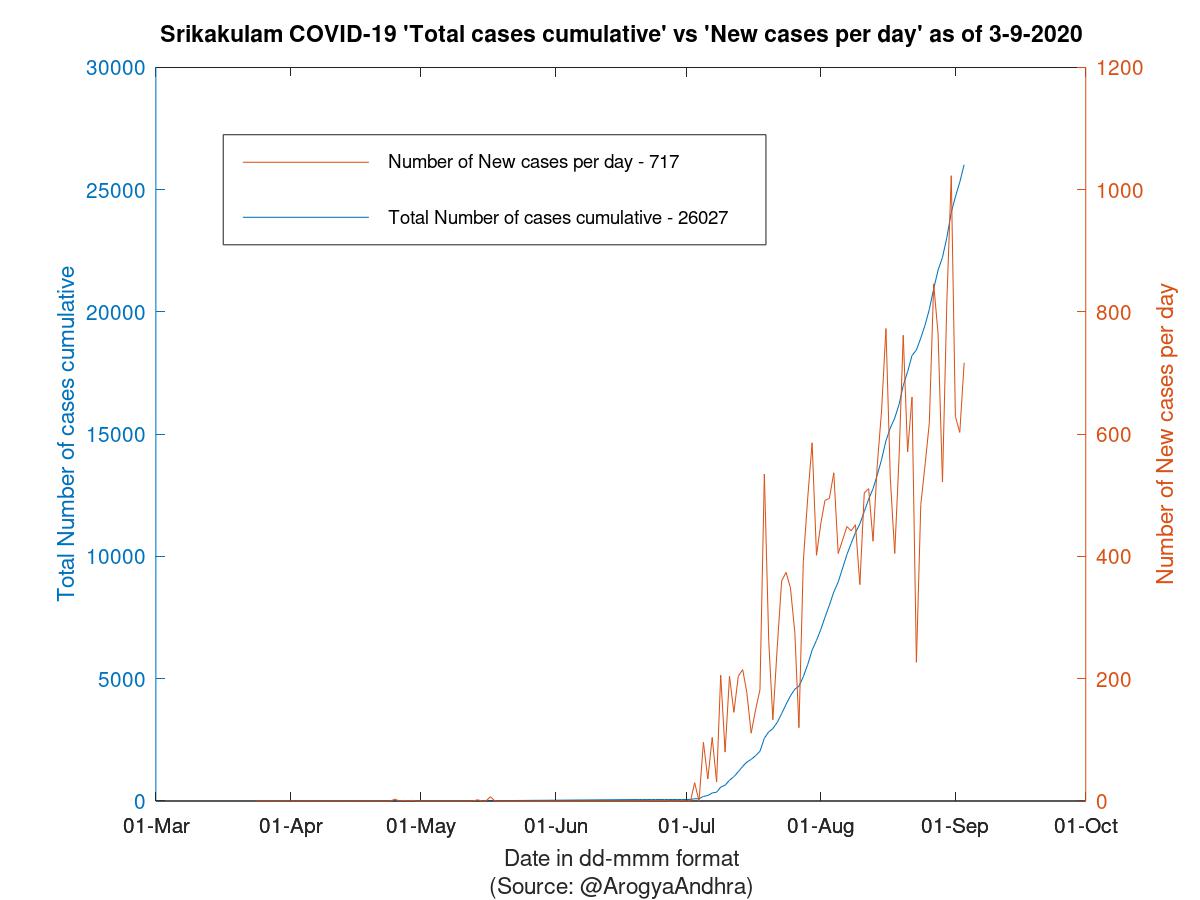 Srikakulam COVID-19 'Total cases cumulative' vs 'New cases per day' as of 3-9-2020
30000
25000
20000
15000
10000
5000
0
Total Number of cases cumulative
Number of New cases per day - 717
Total Number of cases cumulative - 26027
1200
1000
800
600
400
200
0
Number of New cases per day
01-Mar 01-Apr 01-May 01-Jun 01-Jul 01-Aug 01-Sep 01-Oct
Date in dd-mmm format
(Source: @ArogyaAndhra)